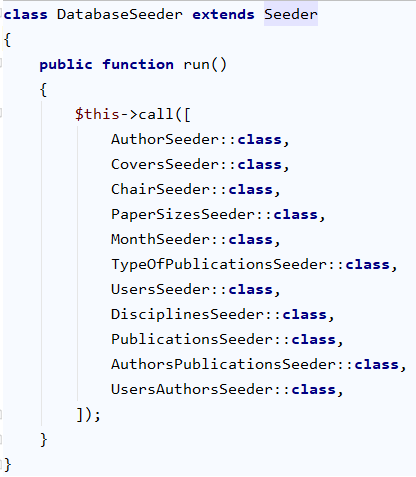 class DatabaseSeeder extends Seeder
{
    public function run()
    {
        $this->call([
            AuthorSeeder::class,
            CoversSeeder::class,
            ChairSeeder::class,
            PaperSizesSeeder::class,
            MonthSeeder::class,
            TypeOfPublicationsSeeder::class,
            UsersSeeder::class,
            DisciplinesSeeder::class,
            PublicationsSeeder::class,
            AuthorsPublicationsSeeder::class,
            UsersAuthorsSeeder::class,
        ]);
    }
}